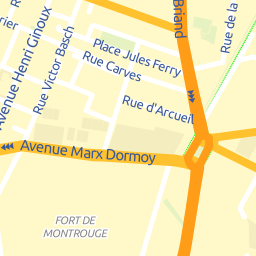 Briand
Rue de la
Place Jules Ferry
Rue Carves
Rue Victor Basch
Avenue Henri Ginoux
Rue d'Arcueil
Avenue Marx Dormoy
FORT DE
MONTROUGE